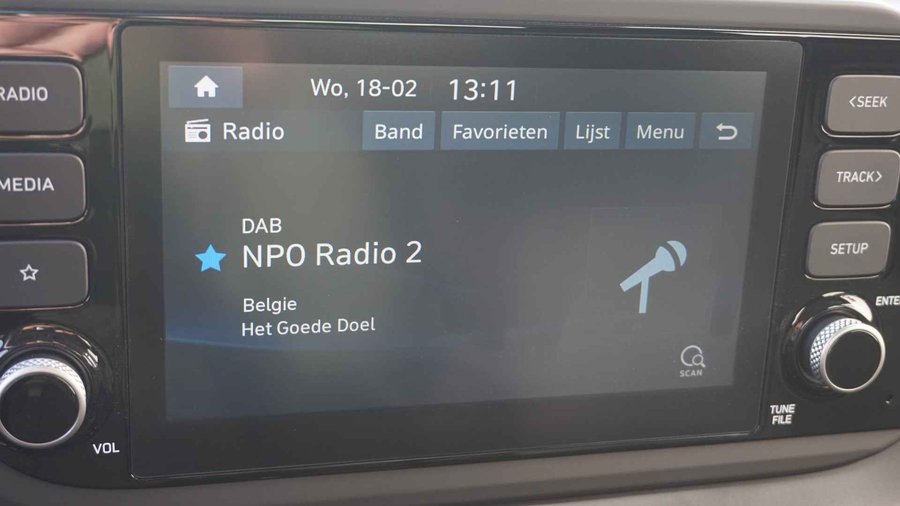 RADIO
MEDIA
VOL
Wo, 18-02 13:11
Radio Band Favorieten Lijst Menu
DAB
NPO Radio 2
Belgie
Het Goede Doel
SCAN
<SEEK
TRACK>
SETUP
TUNE
FILE